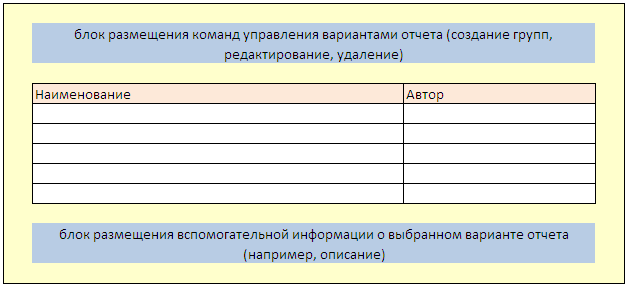 блок размещения команд управления вариантами отчета (создание групп,
редактирование, удаление)
Наименование Автор
блок размещения вспомогательной информации о выбранном варианте отчета
(например, описание)